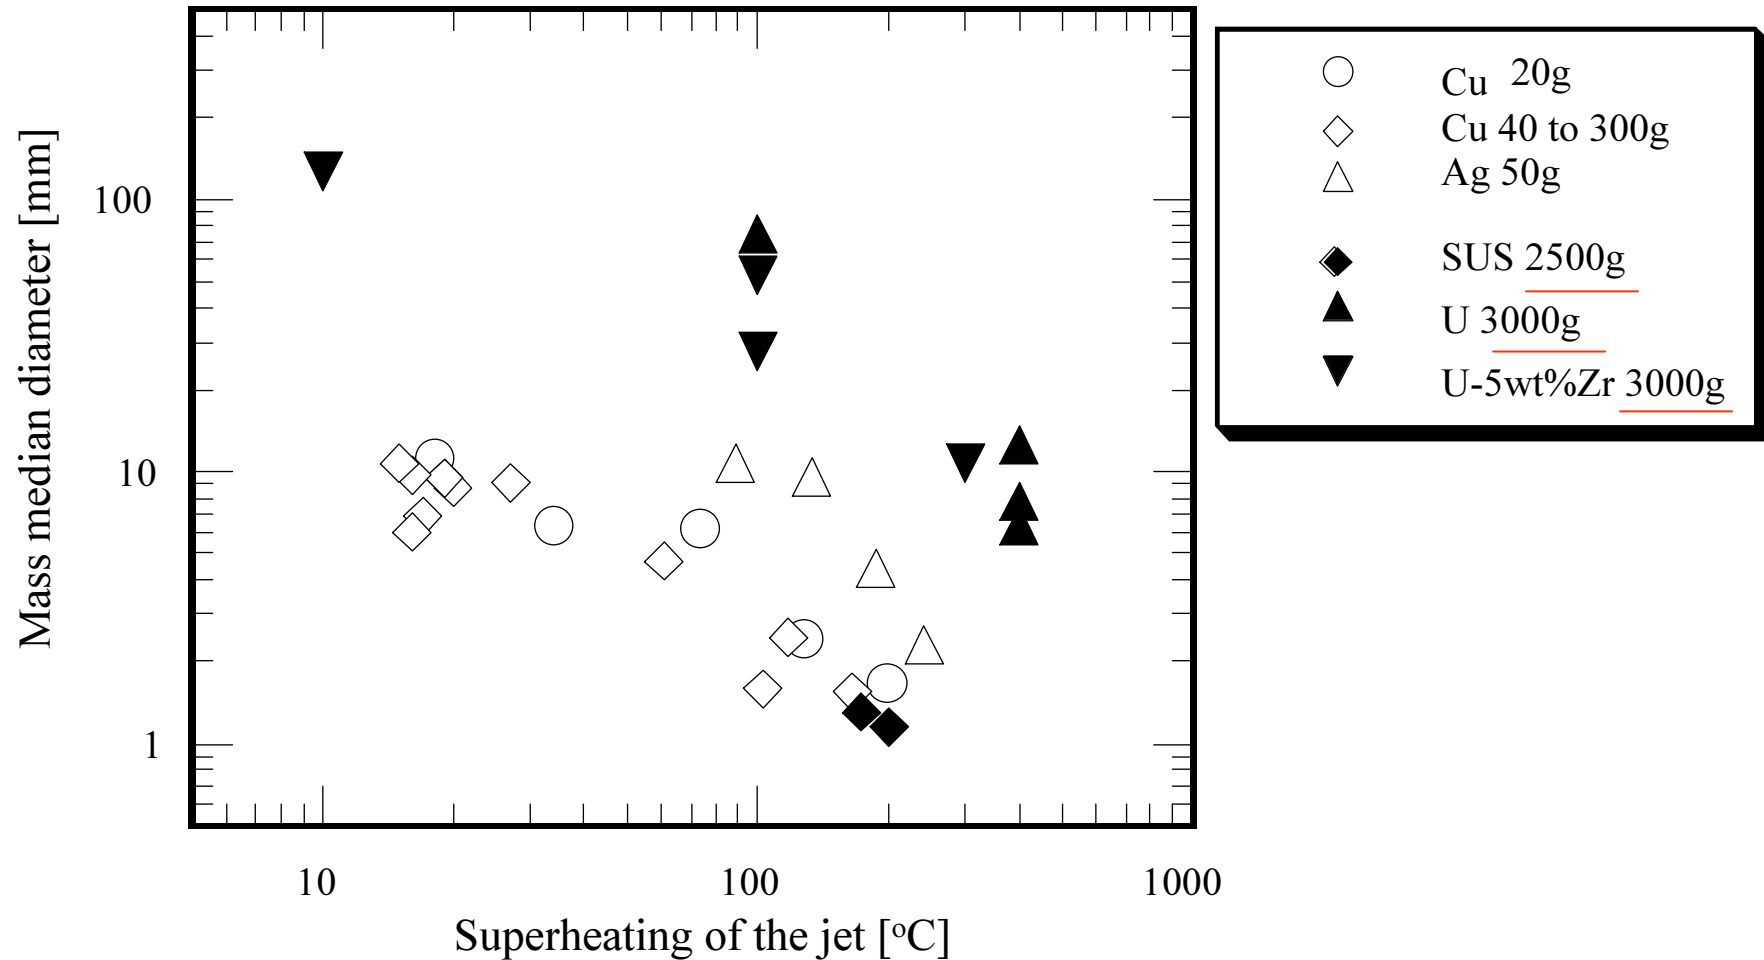 Mass median diameter [mm]
100
10
1
10
100
1000
Superheating of the jet [°C]
Cu 20g
Cu 40 to 300g
Ag 50g
SUS 2500g
U 3000g
U-5wt%Zr 3000g